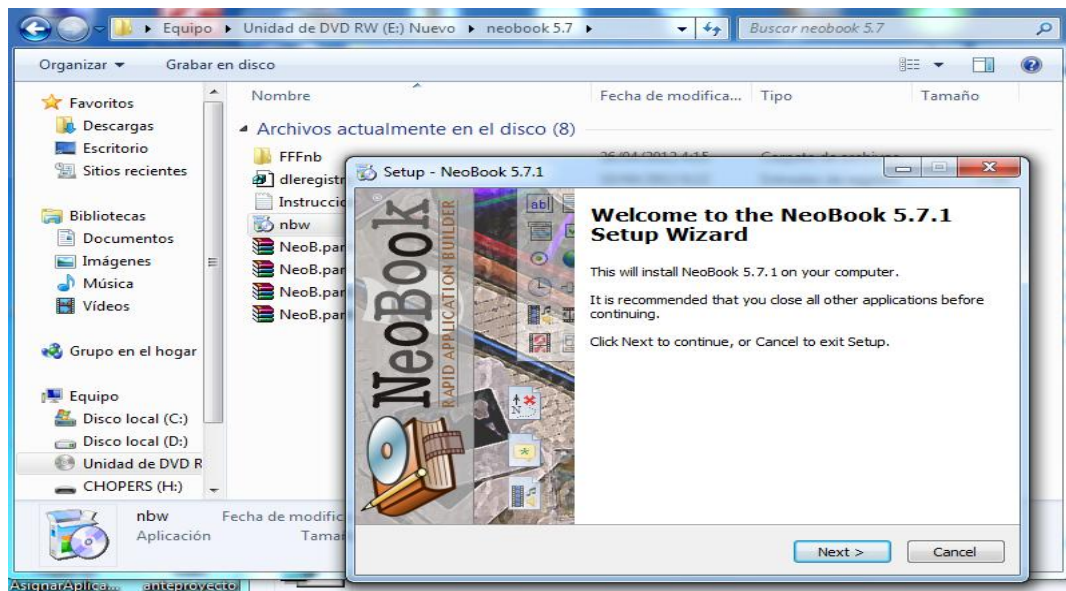 Equipo ▸ Unidad de DVD RW (E:) Nuevo ▸ neobook 5.7 ▸
Buscar neobook 5.7
Organizar
Grabar en disco
Nombre
Fecha de modifica...
Tipo
Tamaño
Favoritos
Descargas
Escritorio
Sitios recientes
Bibliotecas
Documentos
Imágenes
Música
Vídeos
Grupo en el hogar
Equipo
Disco local (C:)
Disco local (D:)
Unidad de DVD R
CHOPERS (H:)
Archivos actualmente en el disco (8)
FFFnb
dleregistr
Instruccio
nbw
NeoB.par
NeoB.par
NeoB.par
NeoB.par
Setup - NeoBook 5.7.1
NeoBook
RAPID APPLICATION BUILDER
ab
Welcome to the NeoBook 5.7.1
Setup Wizard
This will install NeoBook 5.7.1 on your computer.
It is recommended that you close all other applications before
continuing.
Click Next to continue, or Cancel to exit Setup.
Next >
Cancel
nbw
Fecha de modific
Aplicación
Tamañ
AsignarAplica...
anteproyecto